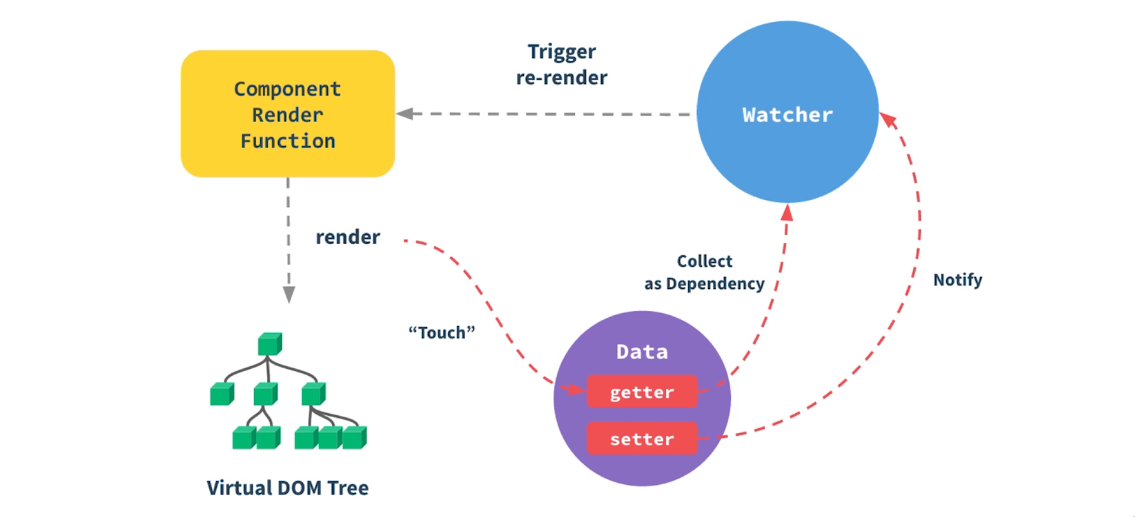 Trigger
re-render
Component
Render
Function
Watcher
render
Collect
as Dependency
Notify
“Touch”
Data
getter
setter
Virtual DOM Tree